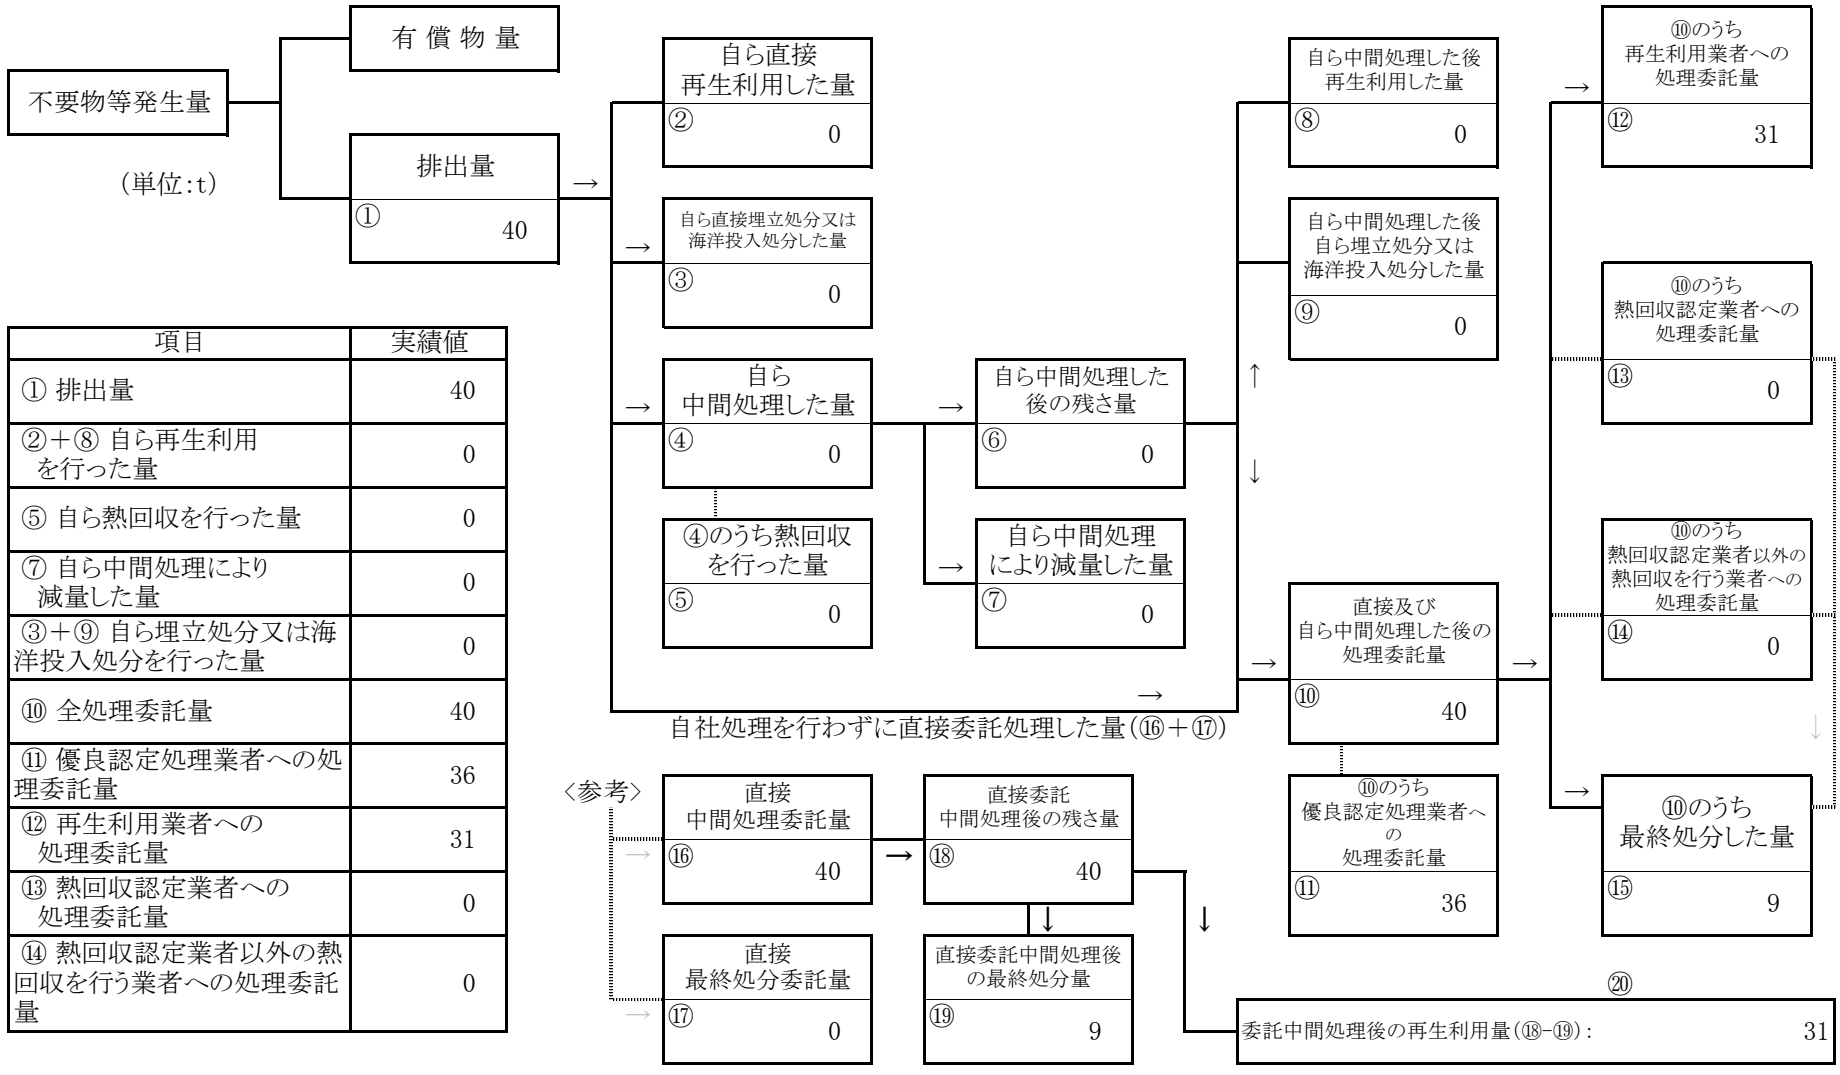 不要物等発生量
有 償 物 量
(単位:t)
排出量
①
40
→
自ら直接
再生利用した量
②
0
→
自ら直接埋立処分又は
海洋投入処分した量
③
0
→
自ら
中間処理した量
④
0
④のうち熱回収
を行った量
⑤
0
→
自ら中間処理した
後の残さ量
⑥
0
→
自ら中間処理
により減量した量
⑦
0
↑
↓
自ら中間処理した後
再生利用した量
⑧
0
自ら中間処理した後
自ら埋立処分又は
海洋投入処分した量
⑨
0
→
自社処理を行わずに直接委託処理した量(⑯+⑰)
→
直接及び
自ら中間処理した後の
処理委託量
⑩
40
⑩のうち
優良認定処理業者へ
の
処理委託量
⑪
36
→
→
⑩のうち
再生利用業者への
処理委託量
⑫
31
⑩のうち
熱回収認定業者への
処理委託量
⑬
0
⑩のうち
熱回収認定業者以外の
熱回収を行う業者への
処理委託量
⑭
0
↓
→
⑩のうち
最終処分した量
⑮
9
項目 実績値
① 排出量 40
②+⑧ 自ら再生利用
を行った量 0
⑤ 自ら熱回収を行った量 0
⑦ 自ら中間処理により
減量した量 0
③+⑨ 自ら埋立処分又は海
洋投入処分を行った量 0
⑩ 全処理委託量 40
⑪ 優良認定処理業者への処
理委託量 36
⑫ 再生利用業者への
処理委託量 31
⑬ 熱回収認定業者への
処理委託量 0
⑭ 熱回収認定業者以外の熱
回収を行う業者への処理委託
量 0
<参考>
→
直接
中間処理委託量
⑯
40
→
直接委託
中間処理後の残さ量
⑱
40
↓
↓
→
直接
最終処分委託量
⑰
0
直接委託中間処理後
の最終処分量
⑲
9
⑳
委託中間処理後の再生利用量(⑱-⑲): 31